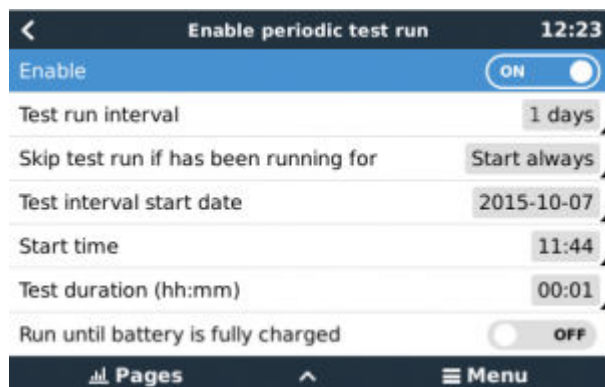 Enable periodic test run 12:23
Enable ON
Test run interval 1 days
Skip test run if has been running for Start always
Test interval start date 2015-10-07
Start time 11:44
Test duration (hh:mm) 00:01
Run until battery is fully charged OFF
Pages Menu